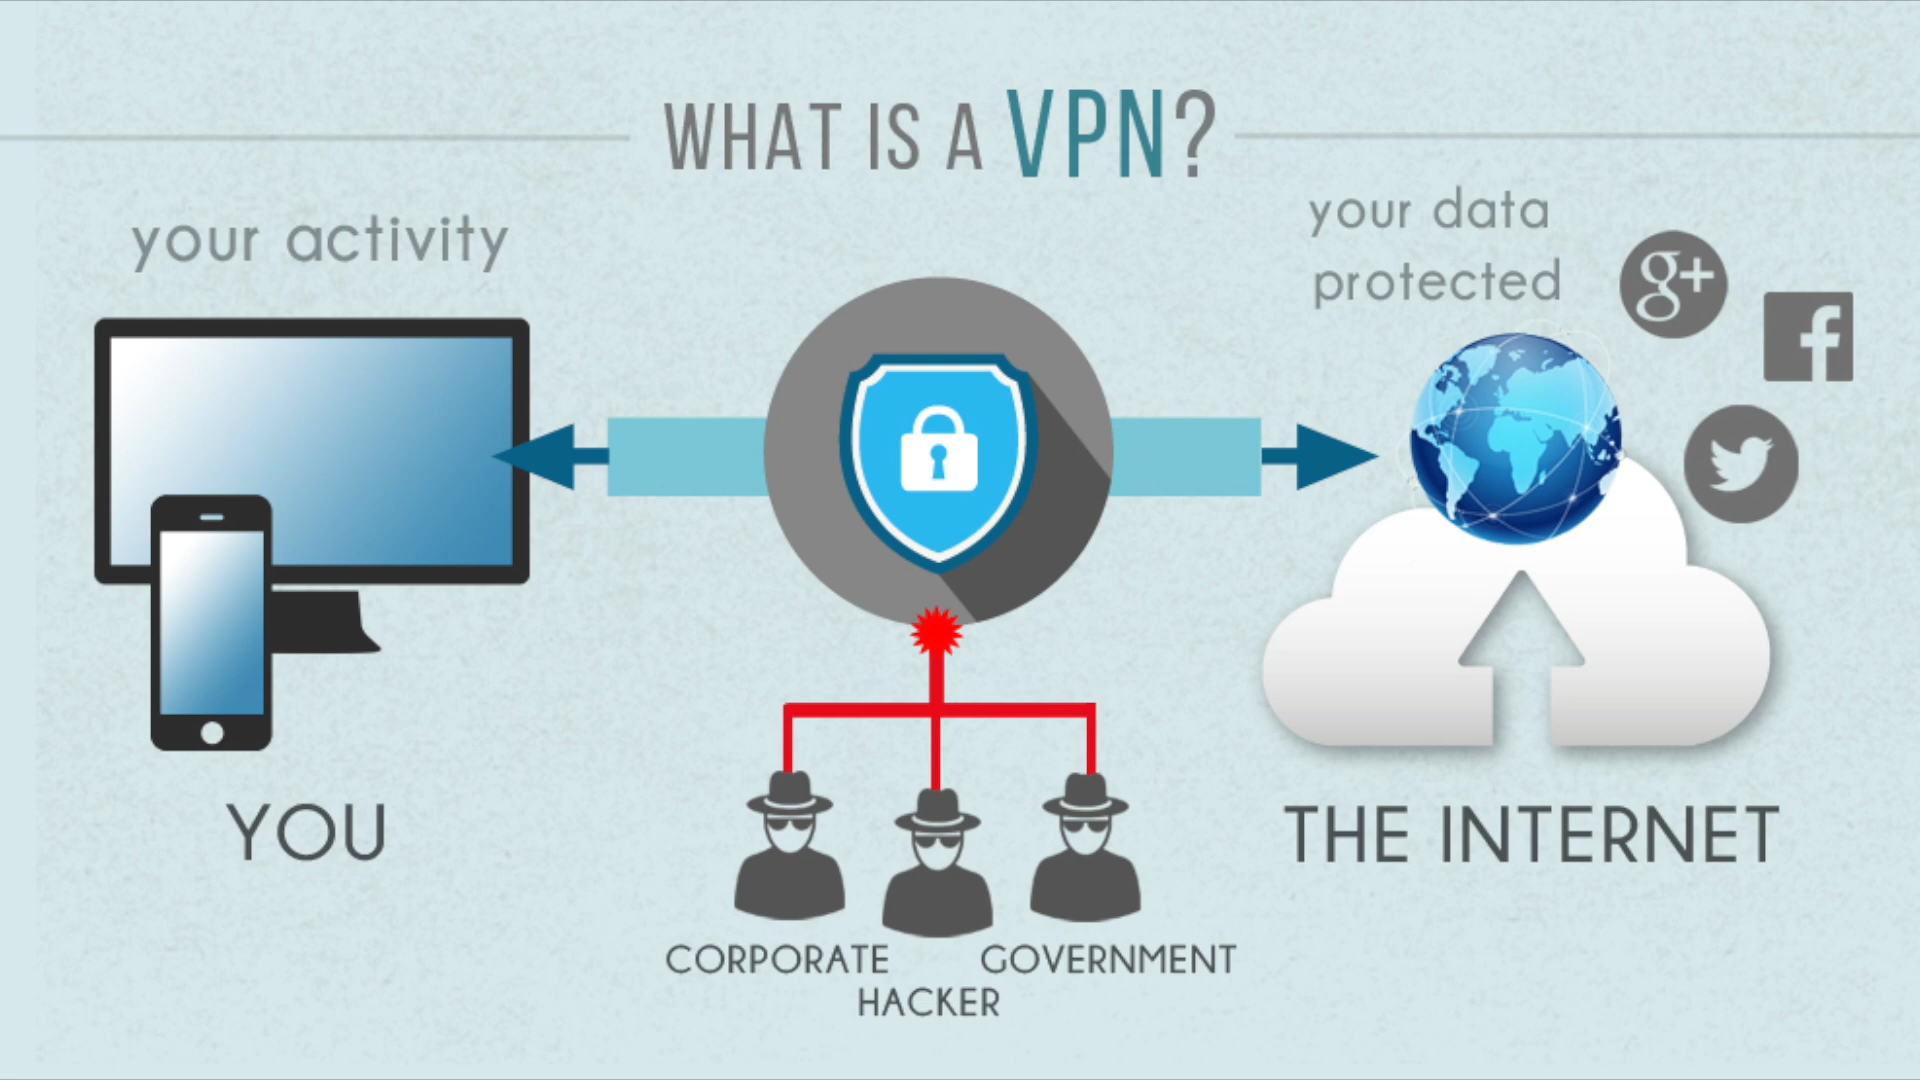 WHAT IS A VPN?
your activity
your data
protected
g+
f
YOU
THE INTERNET
CORPORATE
GOVERNMENT
HACKER